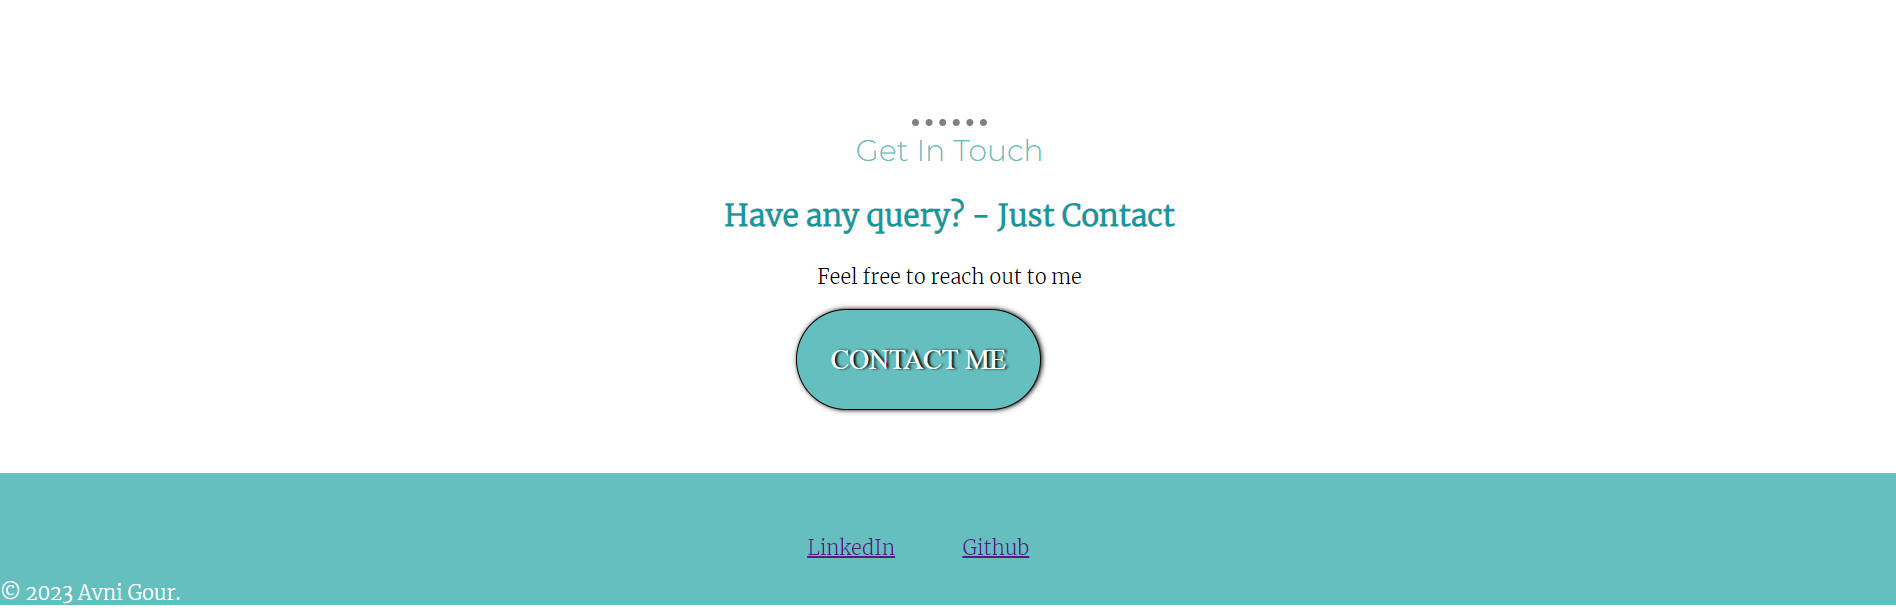 Get In Touch
Have any query? - Just Contact
Feel free to reach out to me
CONTACT ME
LinkedIn Github
© 2023 Avni Gour.